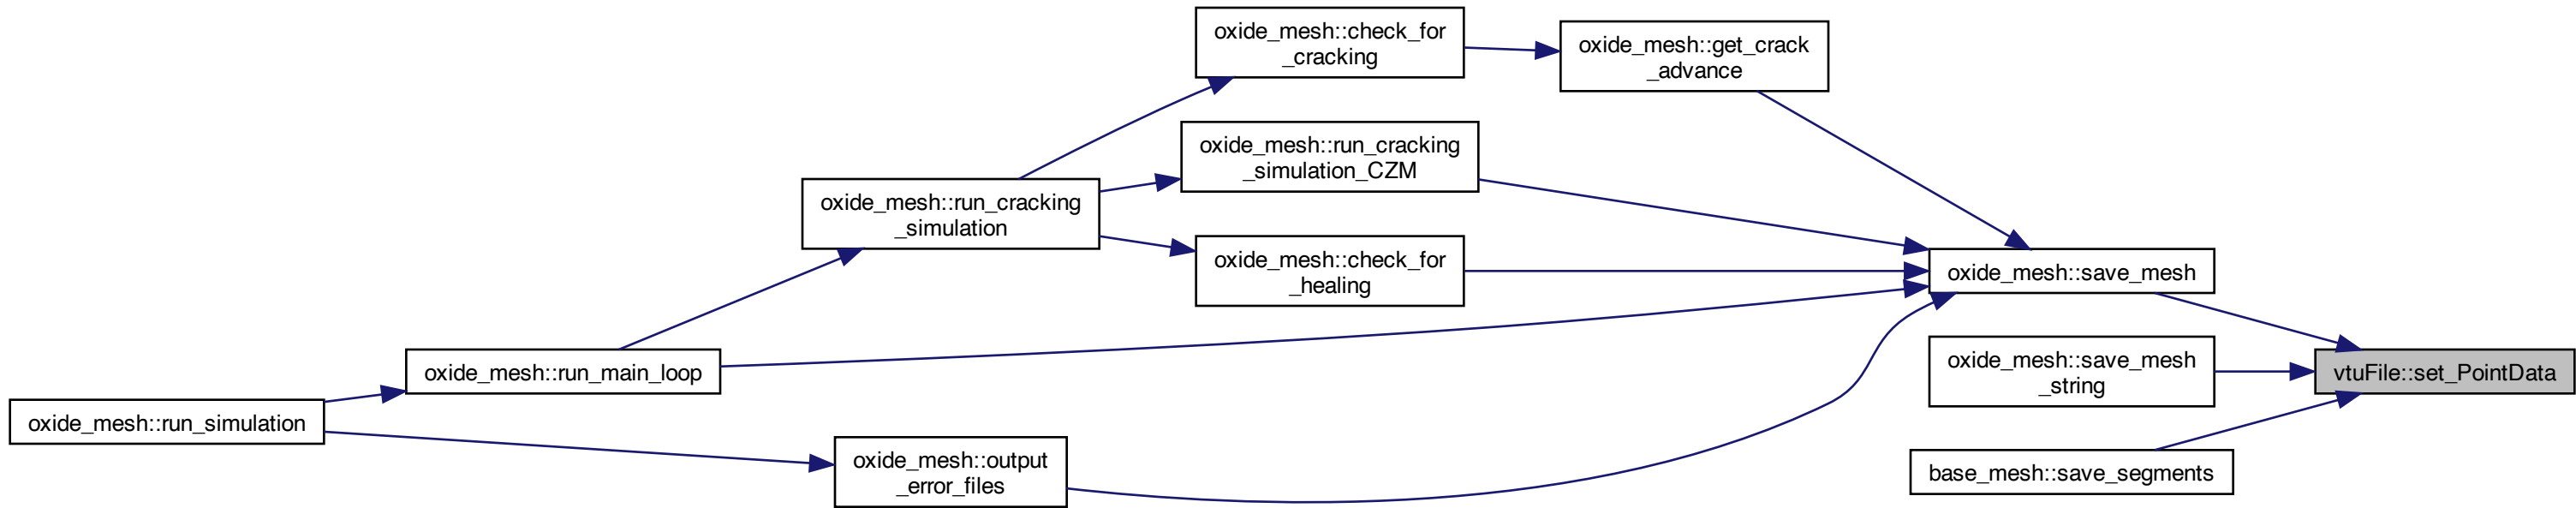 oxide_mesh::check_for
_cracking
oxide_mesh::get_crack
_advance
oxide_mesh::run_cracking
_simulation_CZM
oxide_mesh::run_cracking
_simulation
oxide_mesh::check_for
_healing
oxide_mesh::save_mesh
oxide_mesh::run_main_loop
oxide_mesh::save_mesh
_string
vtuFile::set_PointData
oxide_mesh::run_simulation
oxide_mesh::output
_error_files
base_mesh::save_segments